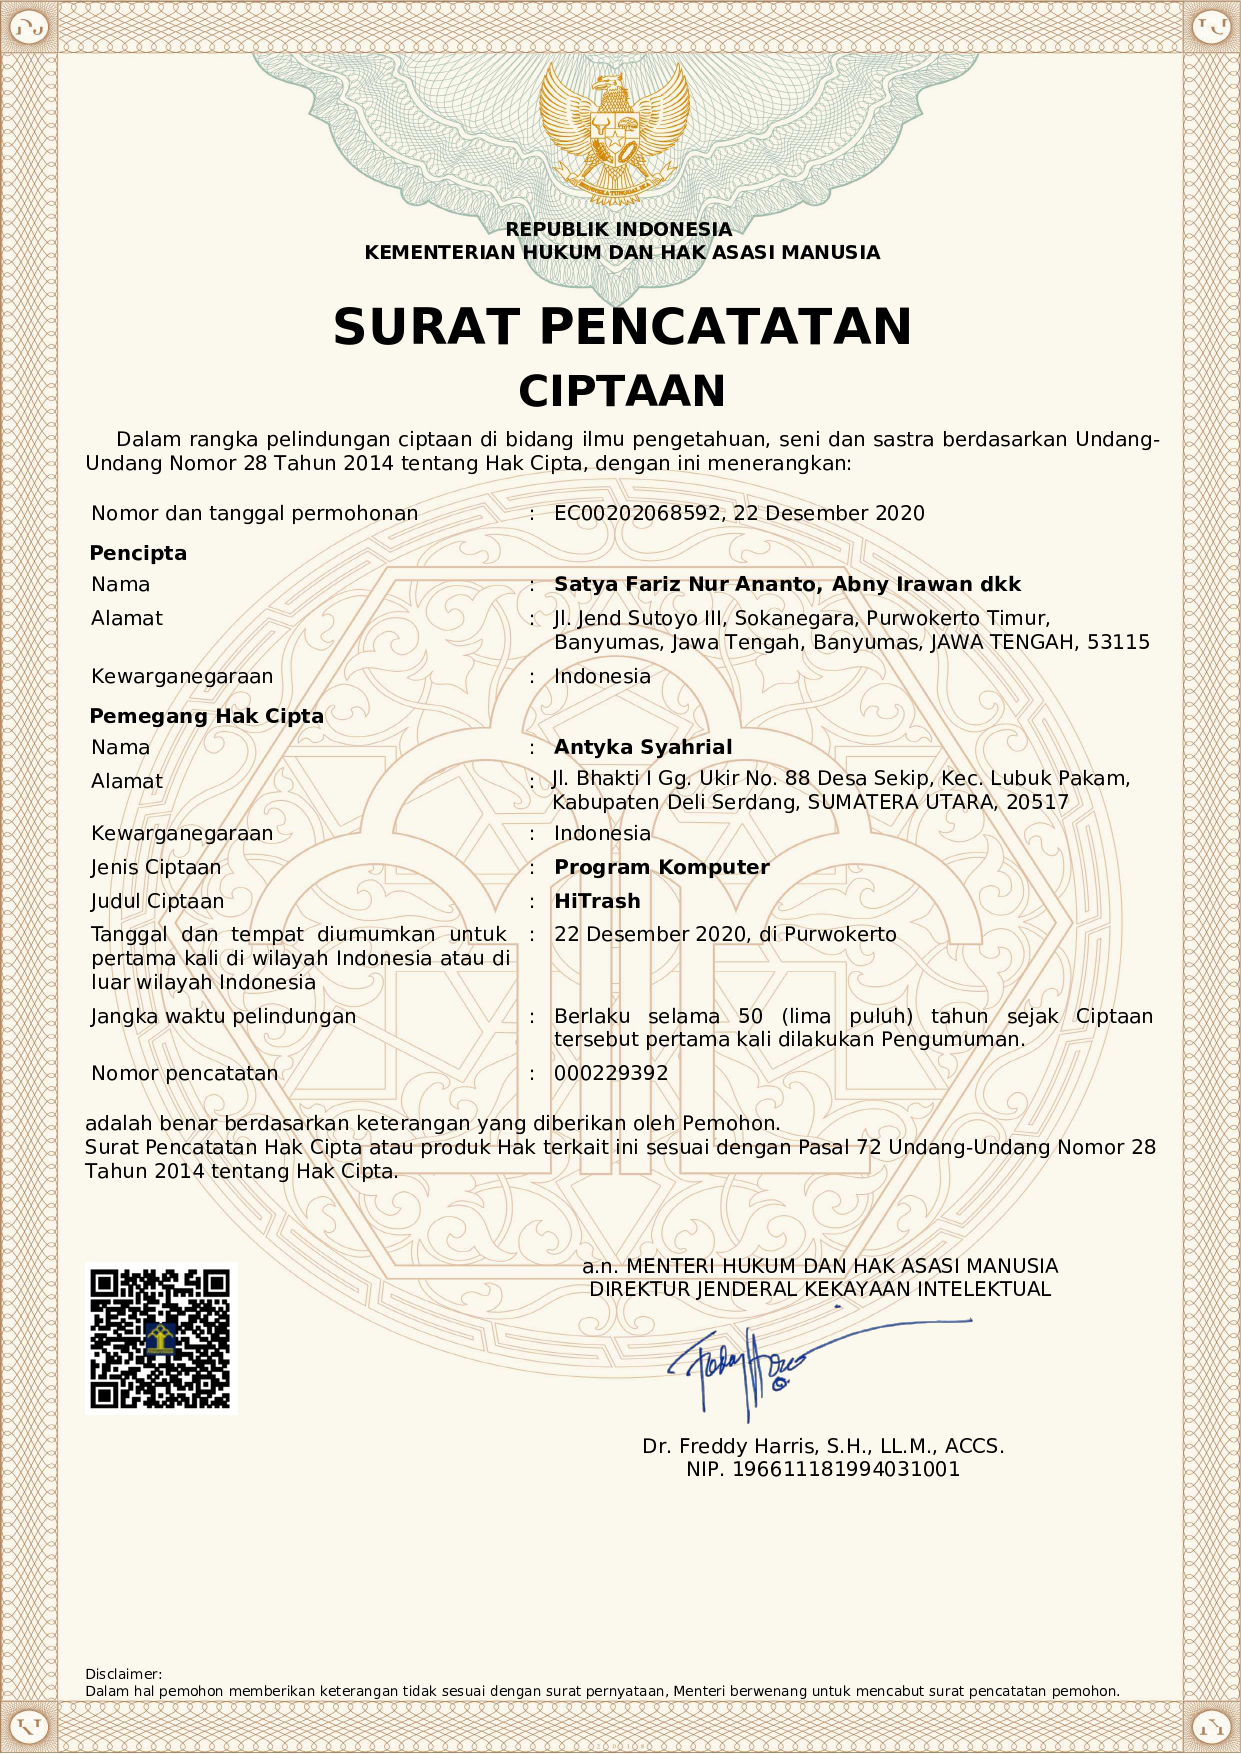 REPUBLIK INDONESIA
KEMENTERIAN HUKUM DAN HAK ASASI MANUSIA
SURAT PENCATATAN
CIPTAAN
Dalam rangka pelindungan ciptaan di bidang ilmu pengetahuan, seni dan sastra berdasarkan Undang-
Undang Nomor 28 Tahun 2014 tentang Hak Cipta, dengan ini menerangkan:
Nomor dan tanggal permohonan : EC00202068592, 22 Desember 2020
Pencipta
Nama : Satya Fariz Nur Ananto, Abny Irawan dkk
Alamat : Jl. Jend Sutoyo III, Sokanegara, Purwokerto Timur,
Banyumas, Jawa Tengah, Banyumas, JAWA TENGAH, 53115
Kewarganegaraan : Indonesia
Pemegang Hak Cipta
Nama : Antyka Syahrial
Alamat : Jl. Bhakti I Gg. Ukir No. 88 Desa Sekip, Kec. Lubuk Pakam,
Kabupaten Deli Serdang, SUMATERA UTARA, 20517
Kewarganegaraan : Indonesia
Jenis Ciptaan : Program Komputer
Judul Ciptaan : HiTrash
Tanggal dan tempat diumumkan untuk : 22 Desember 2020, di Purwokerto
pertama kali di wilayah Indonesia atau di
luar wilayah Indonesia
Jangka waktu pelindungan : Berlaku selama 50 (lima puluh) tahun sejak Ciptaan
tersebut pertama kali dilakukan Pengumuman.
Nomor pencatatan : 000229392
adalah benar berdasarkan keterangan yang diberikan oleh Pemohon.
Surat Pencatatan Hak Cipta atau produk Hak terkait ini sesuai dengan Pasal 72 Undang-Undang Nomor 28
Tahun 2014 tentang Hak Cipta.
a.n. MENTERI HUKUM DAN HAK ASASI MANUSIA
DIREKTUR JENDERAL KEKAYAAN INTELEKTUAL
Dr. Freddy Harris, S.H., LL.M., ACCS.
NIP. 196611181994031001
Disclaimer:
Dalam hal pemohon memberikan keterangan tidak sesuai dengan surat pernyataan, Menteri berwenang untuk mencabut surat pencatatan pemohon.